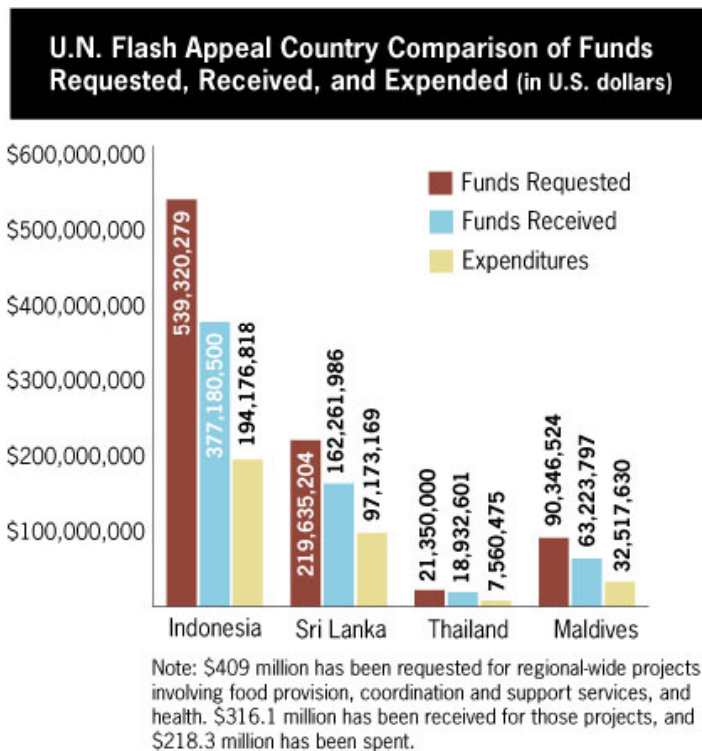 U.N. Flash Appeal Country Comparison of Funds
Requested, Received, and Expended (in U.S. dollars)
$600,000,000
$500,000,000
$400,000,000
$300,000,000
$200,000,000
$100,000,000
Funds Requested
Funds Received
Expenditures
539,320,279
377,180,500
194,176,818
219,635,204
162,261,986
97,173,169
21,350,000
18,932,601
7,560,475
90,346,524
63,223,797
32,517,630
Indonesia
Sri Lanka
Thailand
Maldives
Note: $409 million has been requested for regional-wide projects
involving food provision, coordination and support services, and
health. $316.1 million has been received for those projects, and
$218.3 million has been spent.